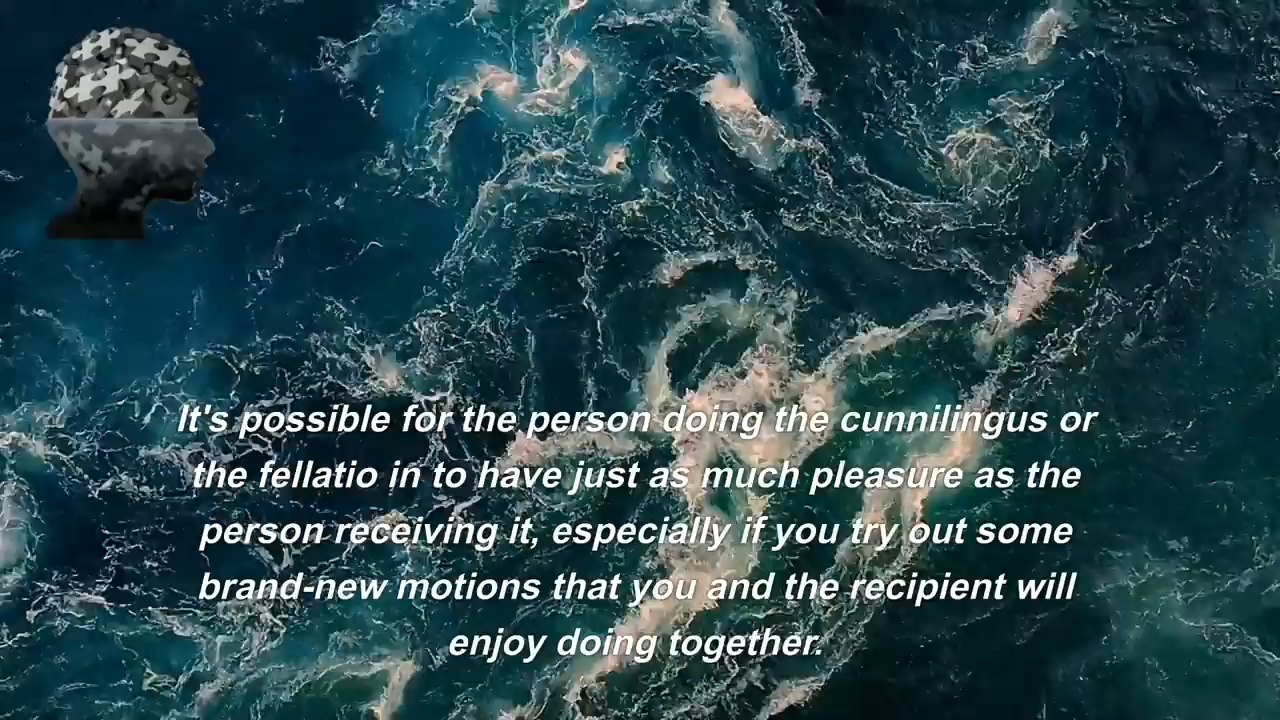 It's possible for the person doing the cunnilingus or
the fellatio in to have just as much pleasure as the
person receiving it, especially if you try out some
brand-new motions that you and the recipient will
enjoy doing together.